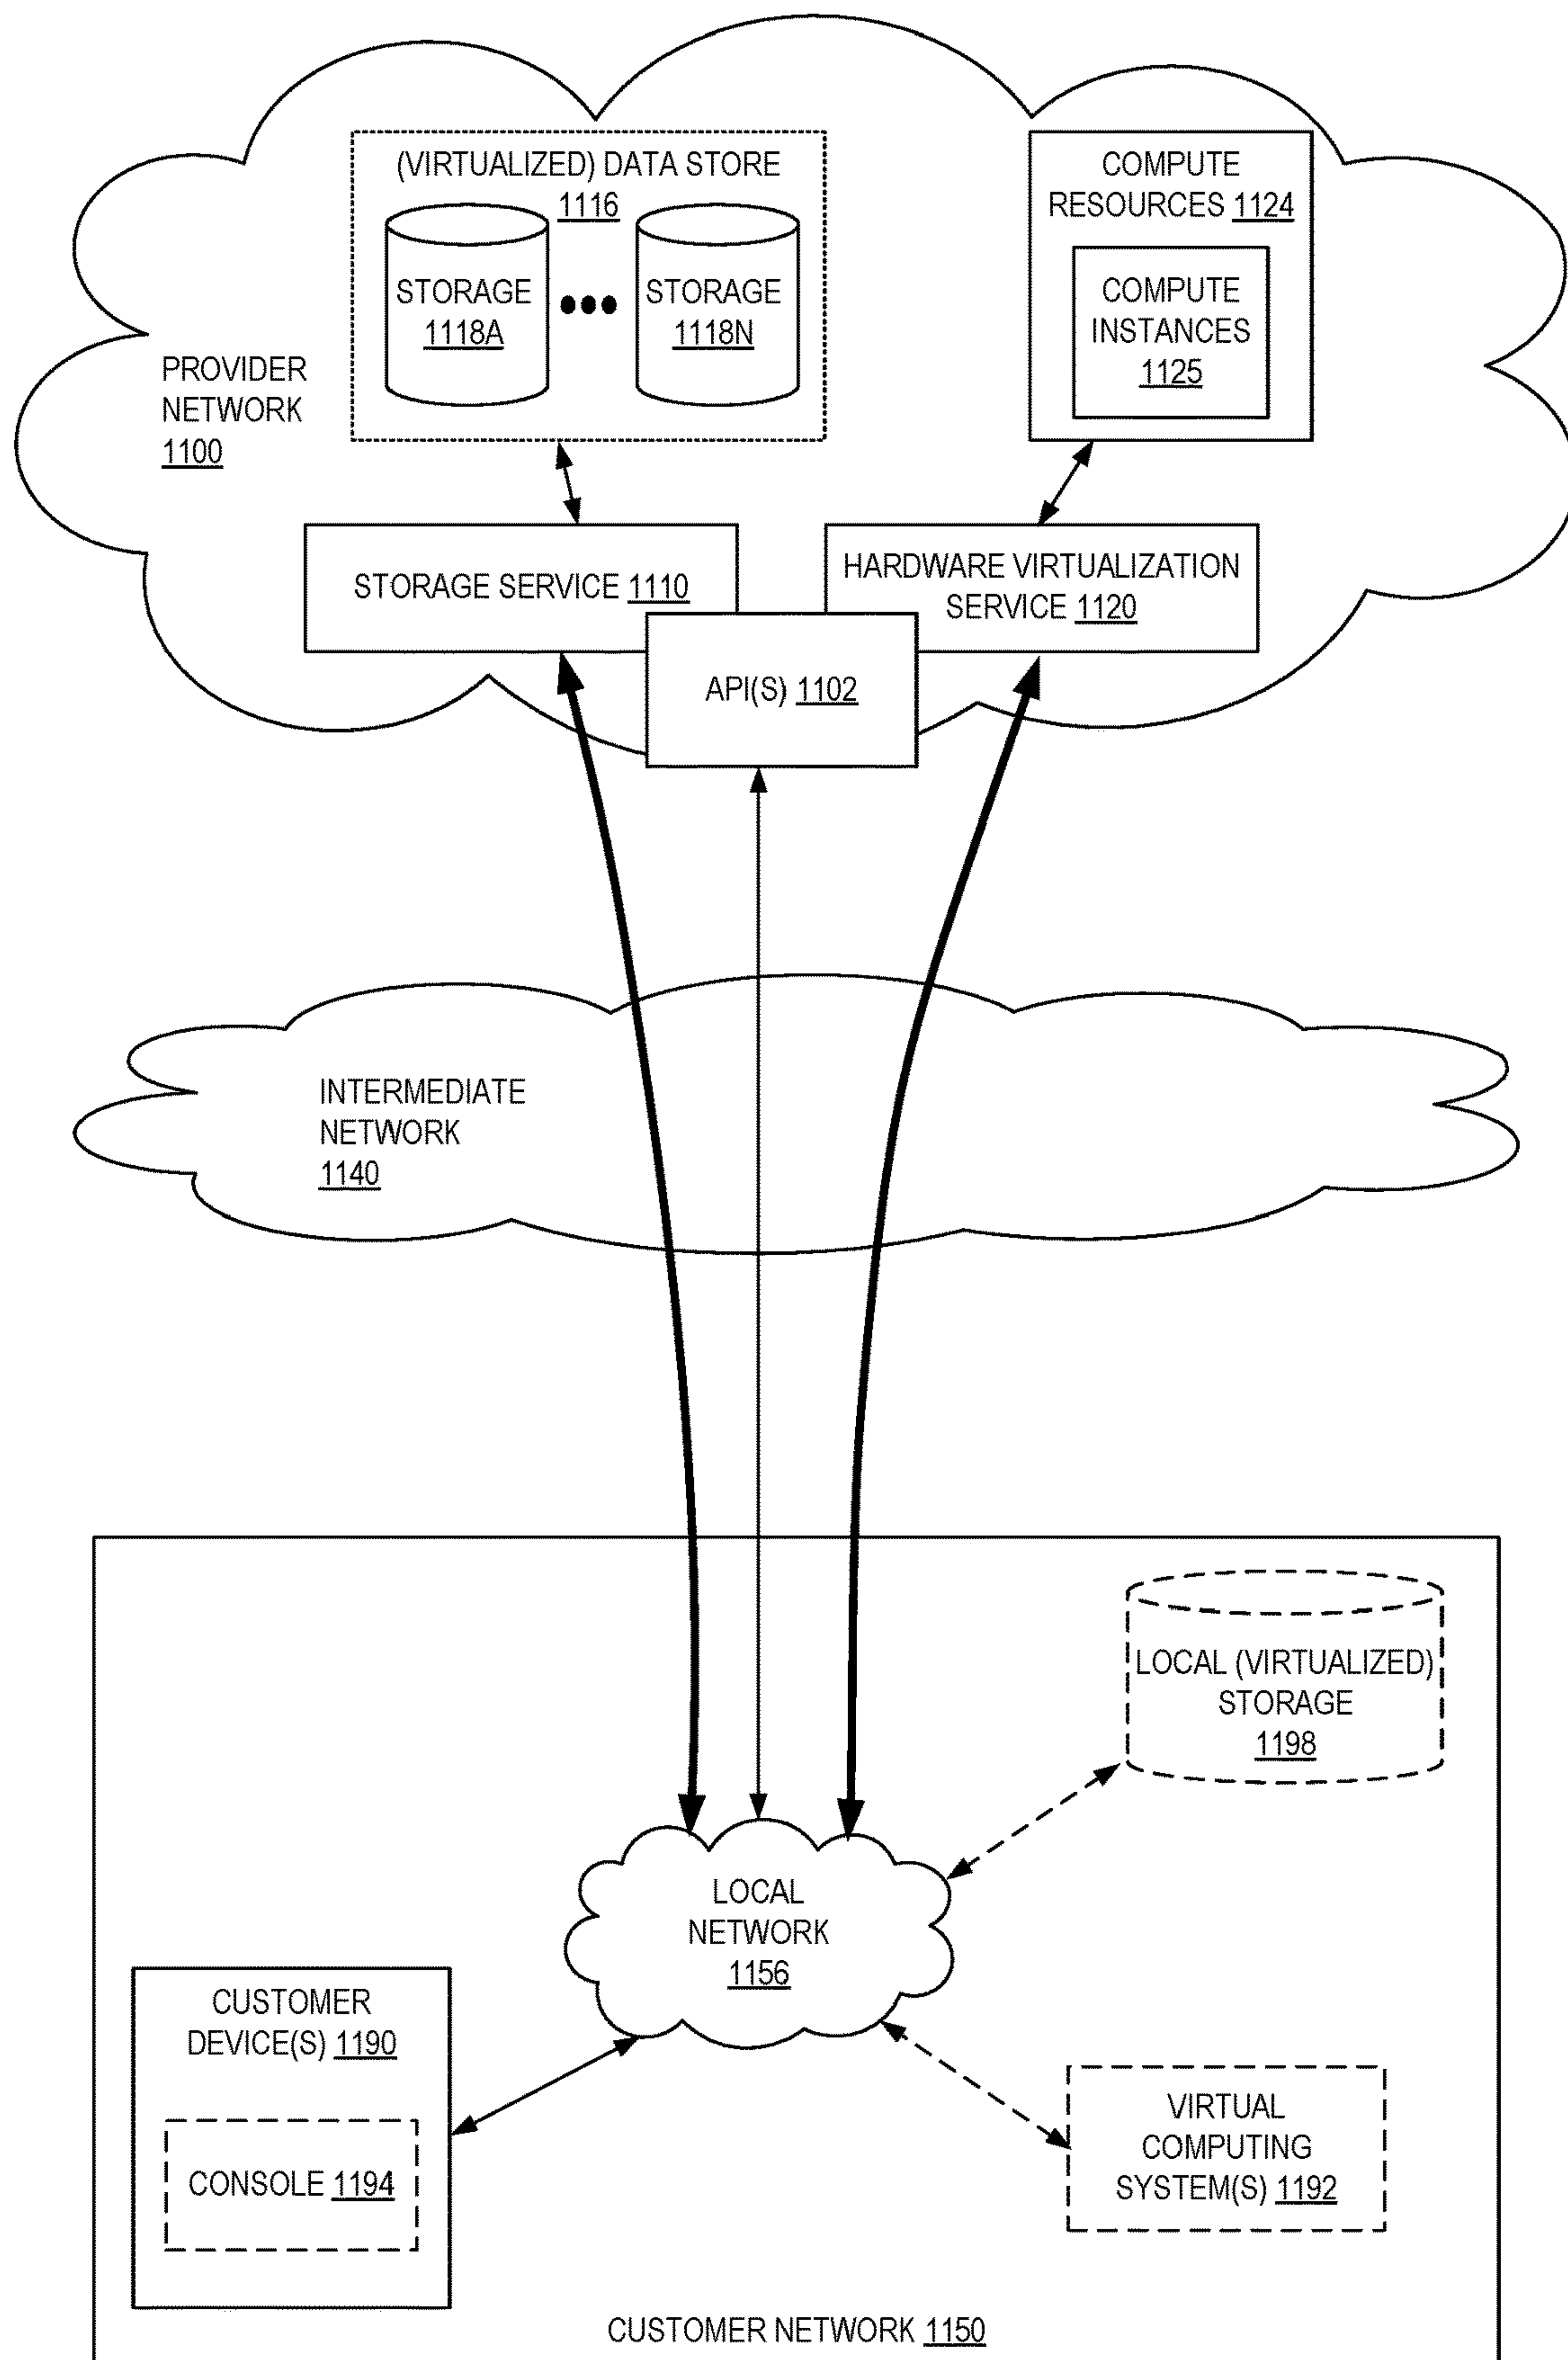 (VIRTUALIZED) DATA STORE
1116
STORAGE
1118A
STORAGE
1118N
COMPUTE
RESOURCES 1124
COMPUTE
INSTANCES
1125
PROVIDER
NETWORK
1100
STORAGE SERVICE 1110
HARDWARE VIRTUALIZATION
SERVICE 1120
API(S) 1102
INTERMEDIATE
NETWORK
1140
LOCAL (VIRTUALIZED)
STORAGE
1198
LOCAL
NETWORK
1156
CUSTOMER
DEVICE(S) 1190
CONSOLE 1194
VIRTUAL
COMPUTING
SYSTEM(S) 1192
CUSTOMER NETWORK 1150